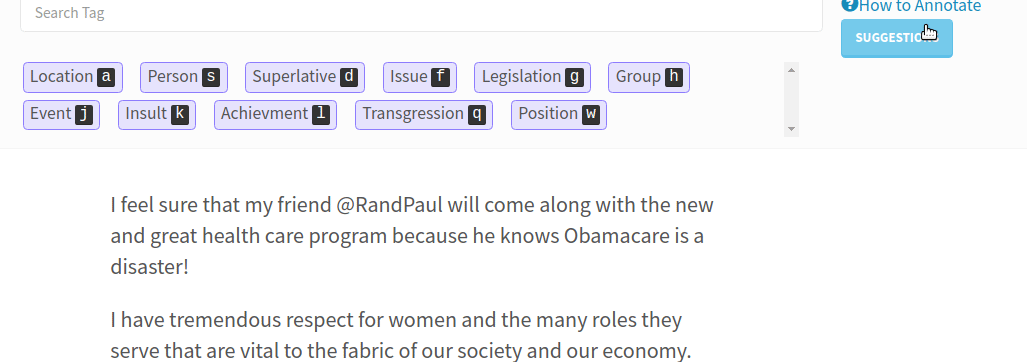 Search Tag
?How to Annotate
SUGGESTIO
Location a Person s Superlative d Issue f Legislation g Group h
Event j Insult k Achievment l Transgression q Position w
I feel sure that my friend @RandPaul will come along with the new
and great health care program because he knows Obamacare is a
disaster!
I have tremendous respect for women and the many roles they
serve that are vital to the fabric of our society and our economy.